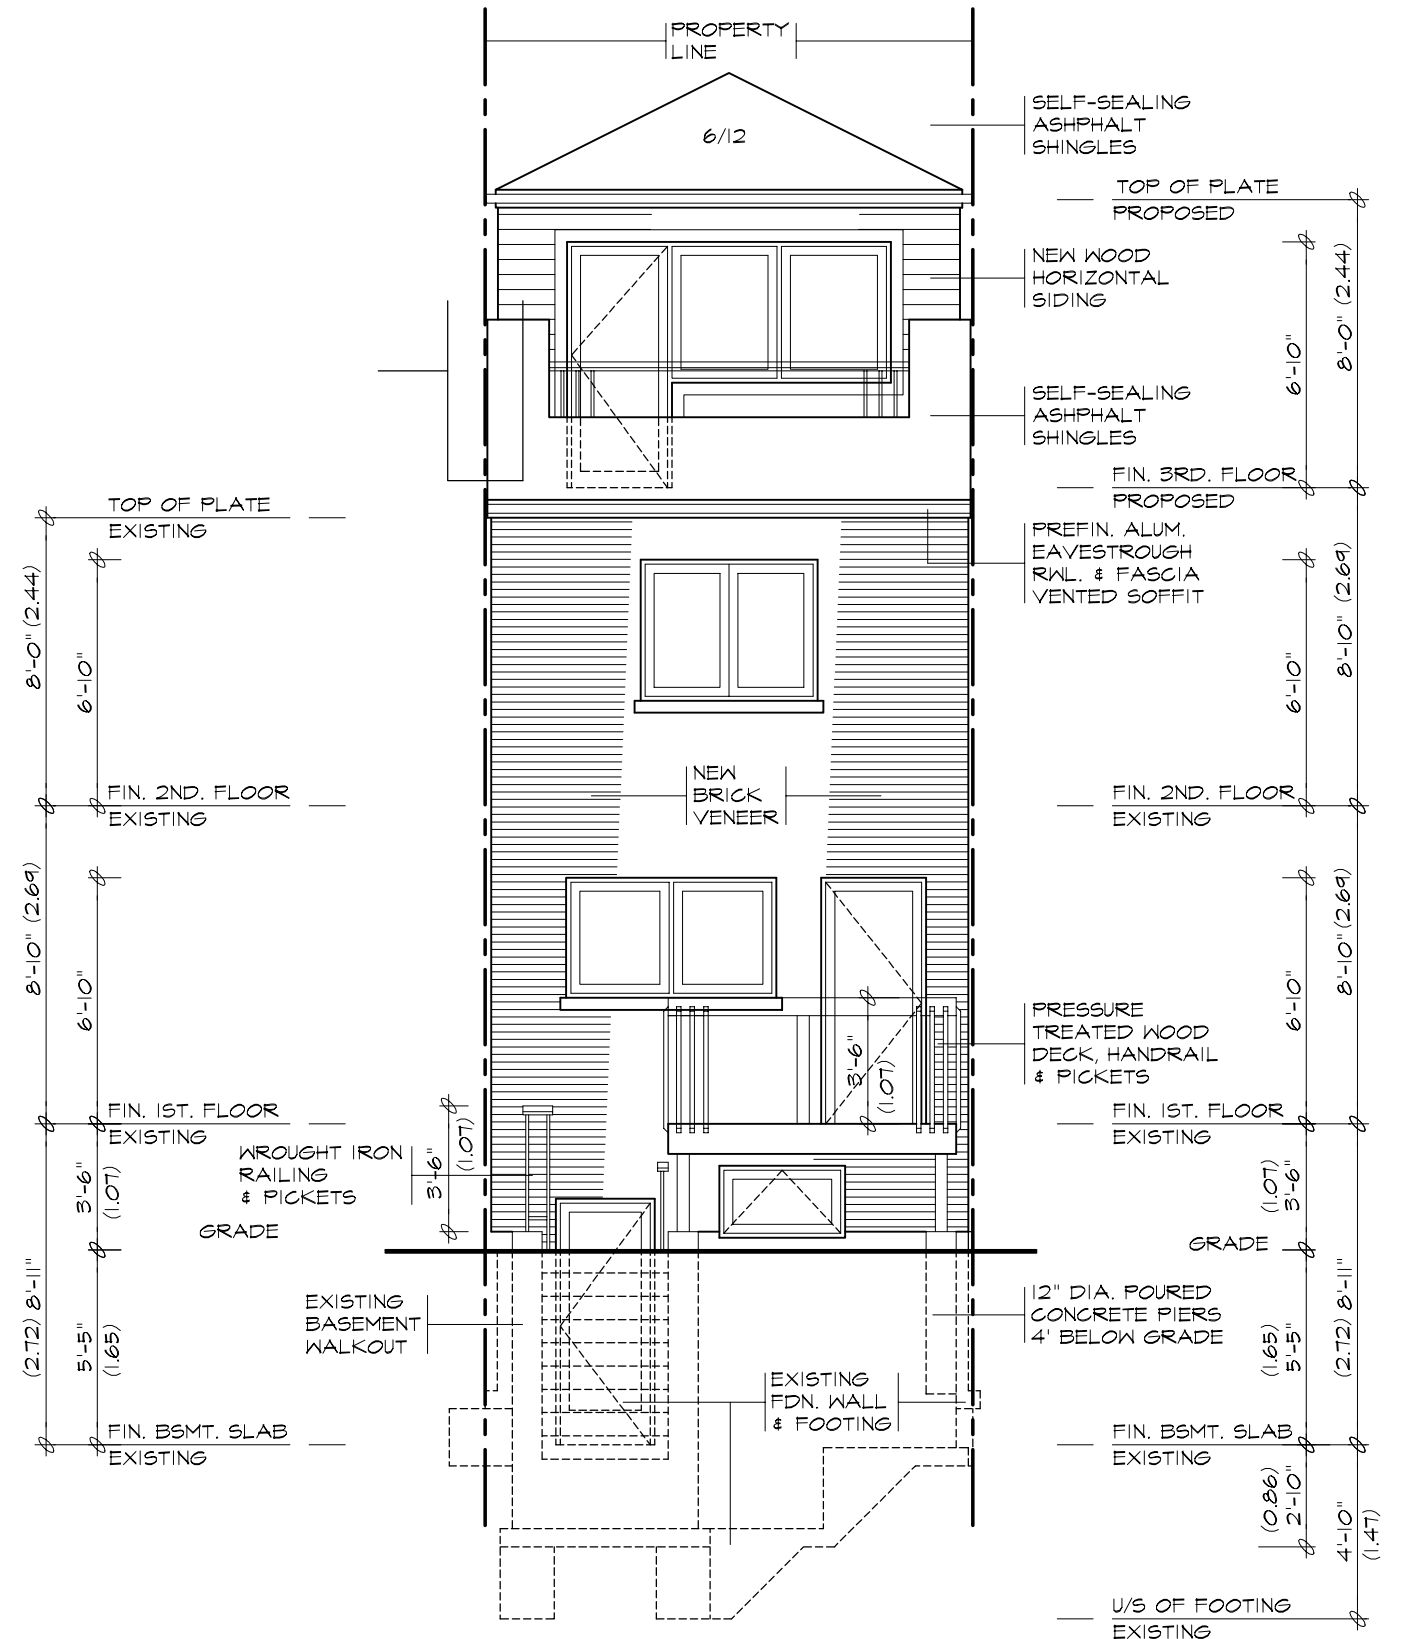 PROPERTY
LINE
6/12
SELF-SEALING
ASHPHALT
SHINGLES
TOP OF PLATE
PROPOSED
NEW WOOD
HORIZONTAL
SIDING
6'-10"
8'-0" (2.44)
SELF-SEALING
ASHPHALT
SHINGLES
FIN. 3RD. FLOOR
PROPOSED
TOP OF PLATE
EXISTING
PREFIN. ALUM.
EAVESTROUGH
RWL. & FASCIA
VENTED SOFFIT
8'-0" (2.44)
6'-10"
6'-10"
8'-10" (2.69)
NEW
BRICK
VENEER
FIN. 2ND. FLOOR
EXISTING
FIN. 2ND. FLOOR
EXISTING
8'-10" (2.69)
6'-10"
6'-10"
8'-10" (2.69)
3'-6"
(1.07)
PRESSURE
TREATED WOOD
DECK, HANDRAIL
& PICKETS
FIN. 1ST. FLOOR
EXISTING
FIN. 1ST. FLOOR
EXISTING
WROUGHT IRON
RAILING
& PICKETS
3'-6"
(1.07)
3'-6"
(1.07)
(1.07)
3'-6"
GRADE
GRADE
(2.72) 8'-11"
5'-5"
(1.65)
EXISTING
BASEMENT
WALKOUT
12" DIA. POURED
CONCRETE PIERS
4' BELOW GRADE
(1.65)
5'-5"
(2.72) 8'-11"
EXISTING
FDN. WALL
& FOOTING
FIN. BSMT. SLAB
EXISTING
FIN. BSMT. SLAB
EXISTING
(0.86)
2'-10"
4'-10"
(1.47)
U/S OF FOOTING
EXISTING